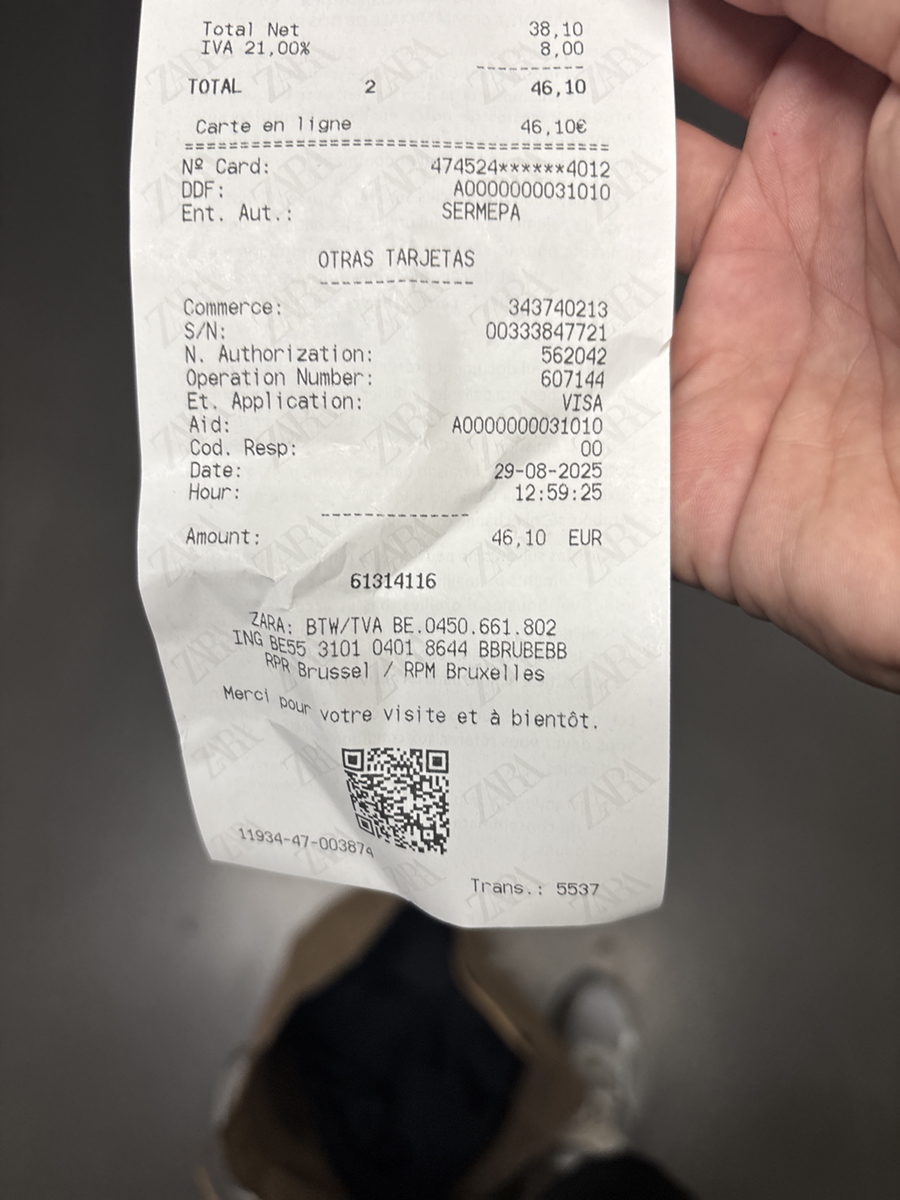 Total Net 38,10
IVA 21,00% 8,00
------------
TOTAL 2 46,10
Carte en ligne 46,10€
========================================
Nº Card: 474524******4012
DDF: A0000000031010
Ent. Aut.: SERMEPA
OTRAS TARJETAS
--------------
Commerce: 343740213
S/N: 00333847721
N. Authorization: 562042
Operation Number: 607144
Et. Application: VISA
Aid: A0000000031010
Cod. Resp: 00
Date: 29-08-2025
Hour: 12:59:25
--------------
Amount: 46,10 EUR
61314116
ZARA: BTW/TVA BE.0450.661.802
ING BE55 3101 0401 8644 BBRUBEBB
RPR Brussel / RPM Bruxelles
Merci pour votre visite et à bientôt.
11934-47-003874
Trans.: 5537